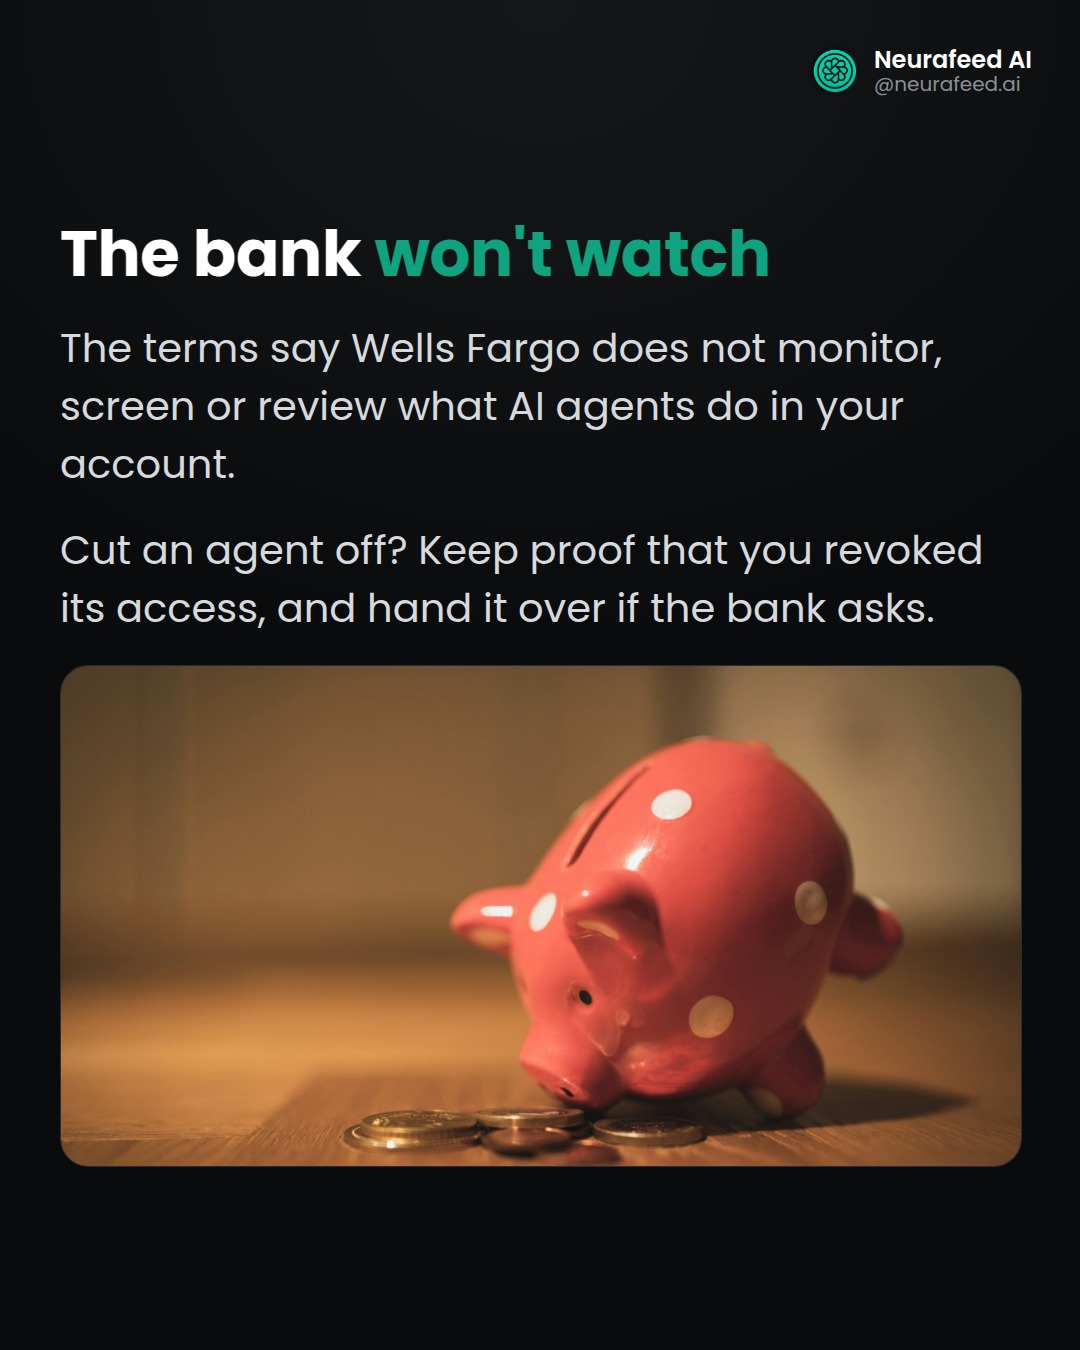 Neurafeed AI
@neurafeed.ai
The bank won't watch
The terms say Wells Fargo does not monitor,
screen or review what AI agents do in your
account.
Cut an agent off? Keep proof that you revoked
its access, and hand it over if the bank asks.